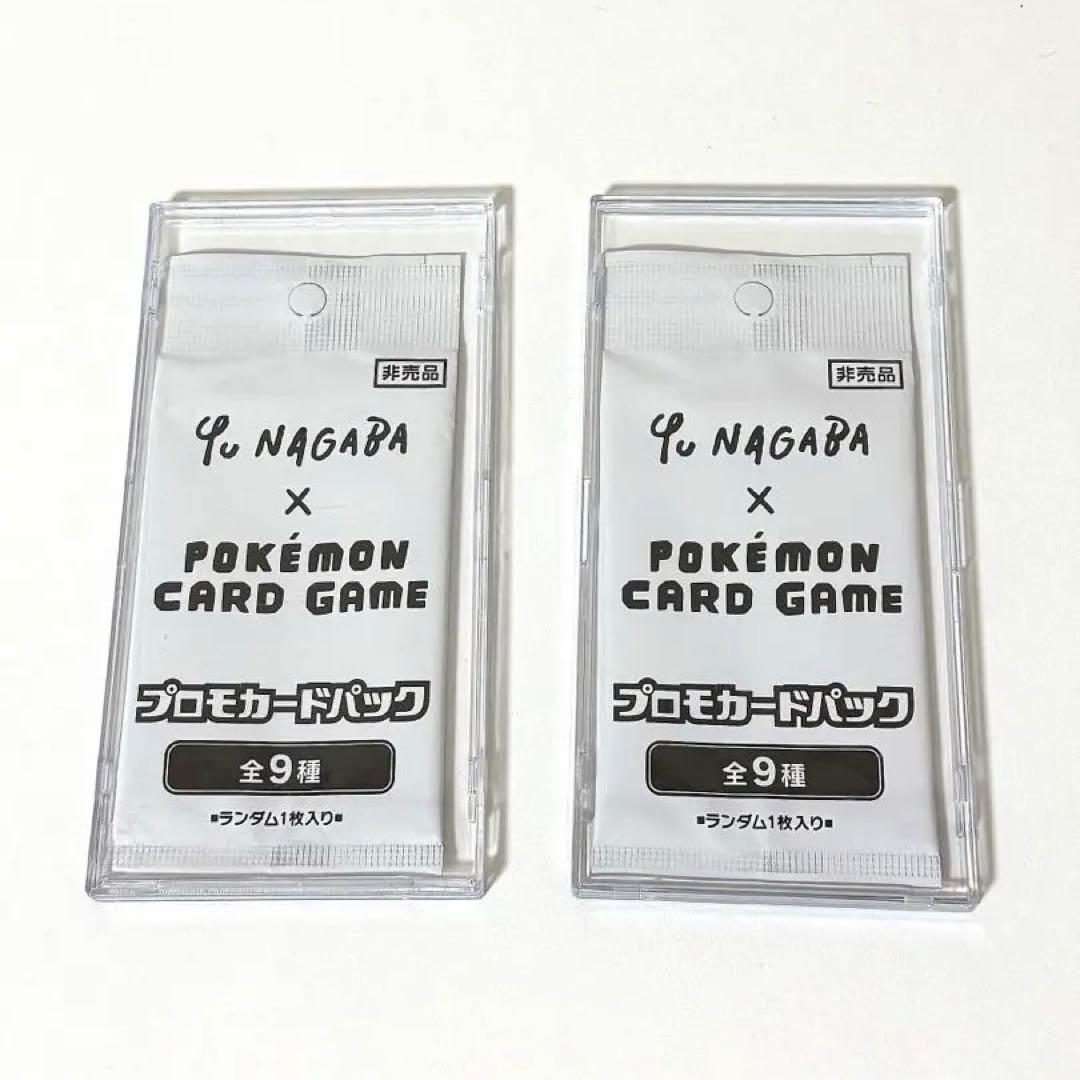 非売品
Yu NAGABA
×
POKÉMON
CARD GAME
プロモカードパック
全9種
■ランダム1枚入り■
非売品
Yu NAGABA
×
POKÉMON
CARD GAME
プロモカードパック
全9種
■ランダム1枚入り■